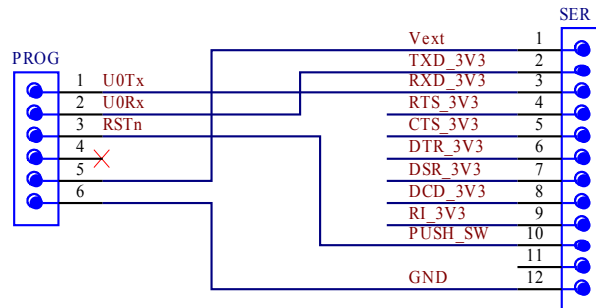 SER
PROG
1 U0Tx
2 U0Rx
3 RSTn
4
5
6
Vext 1
TXD_3V3 2
RXD_3V3 3
RTS_3V3 4
CTS_3V3 5
DTR_3V3 6
DSR_3V3 7
DCD_3V3 8
RI_3V3 9
PUSH_SW 10
11
GND 12